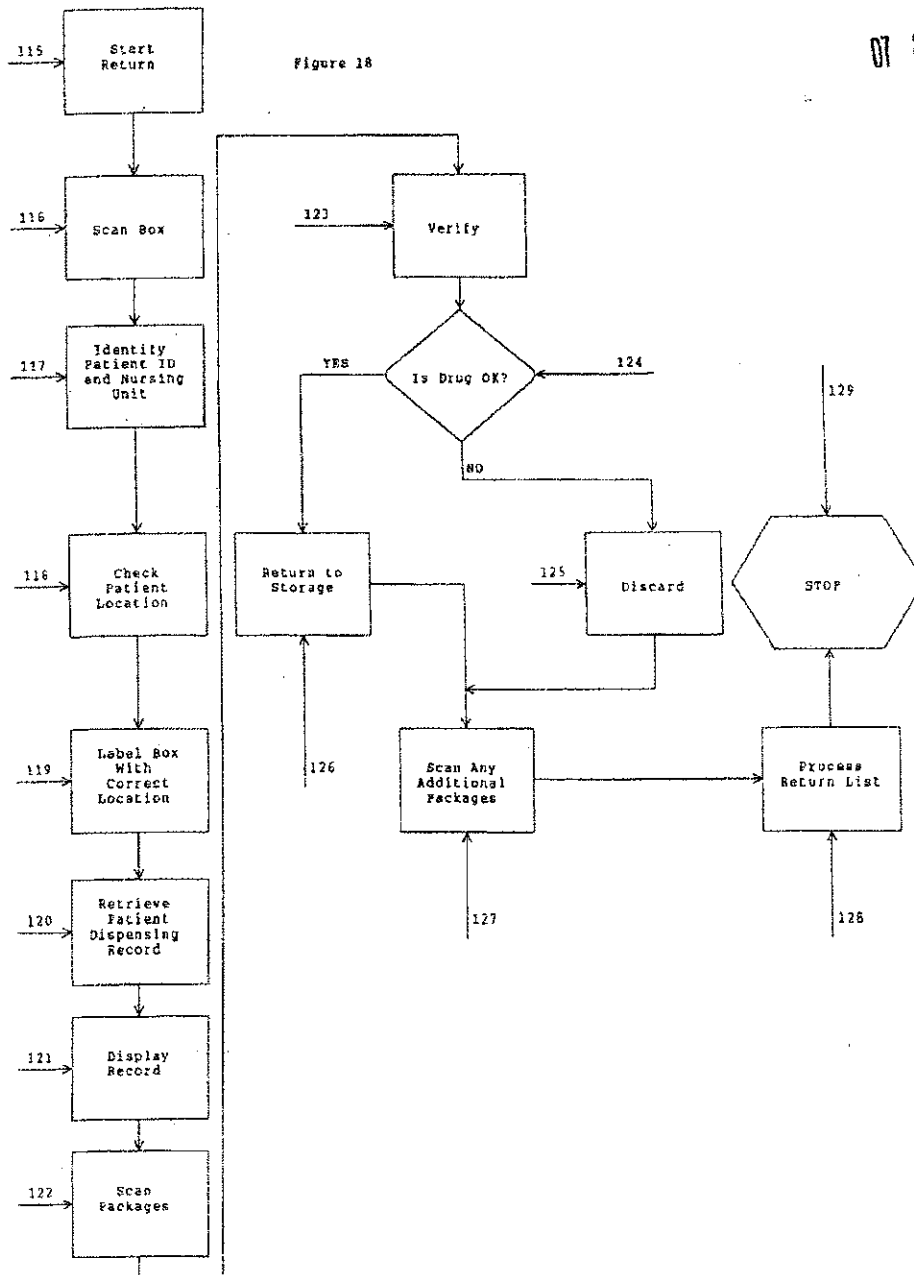 Figure 18
07
115
Start
Return
116
Scan Box
117
Identity
Patient ID
and Nursing
Unit
118
Check
Patient
Location
119
Label Box
With
Correct
Location
120
Retrieve
Patient
Dispensing
Record
121
Display
Record
122
Scan
Packages
123
Verify
124
Is Drug OK?
YES
NO
125
Discard
126
Return to
Storage
127
Scan Any
Additional
Packages
128
Process
Return List
129
STOP